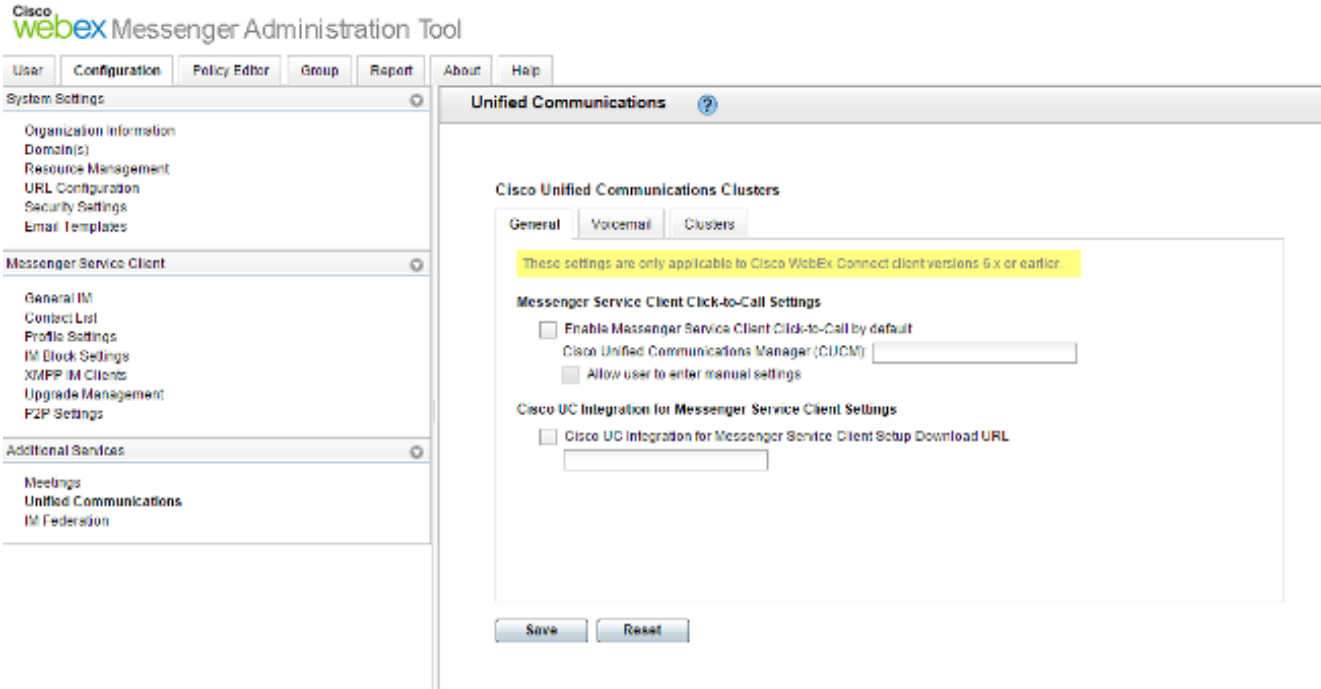 Cisco
webex Messenger Administration Tool
User Configuration Policy Editor Group Report About Help
System Settings
Organization Information
Domain(s)
Resource Management
URL Configuration
Security Settings
Email Templates
Messenger Service Client
General IM
Contact List
Profile Settings
IM Block Settings
XMPP IM Clients
Upgrade Management
P2P Settings
Additional Services
Meetings
Unified Communications
IM Federation
Unified Communications ?
Cisco Unified Communications Clusters
General Voicemail Clusters
These settings are only applicable to Cisco WebEx Connect client versions 6.x or earlier.
Messenger Service Client Click-to-Call Settings
Enable Messenger Service Client Click-to-Call by default
Cisco Unified Communications Manager (CUCM):
Allow user to enter manual settings
Cisco UC Integration for Messenger Service Client Settings
Cisco UC Integration for Messenger Service Client Setup Download URL
Save Reset